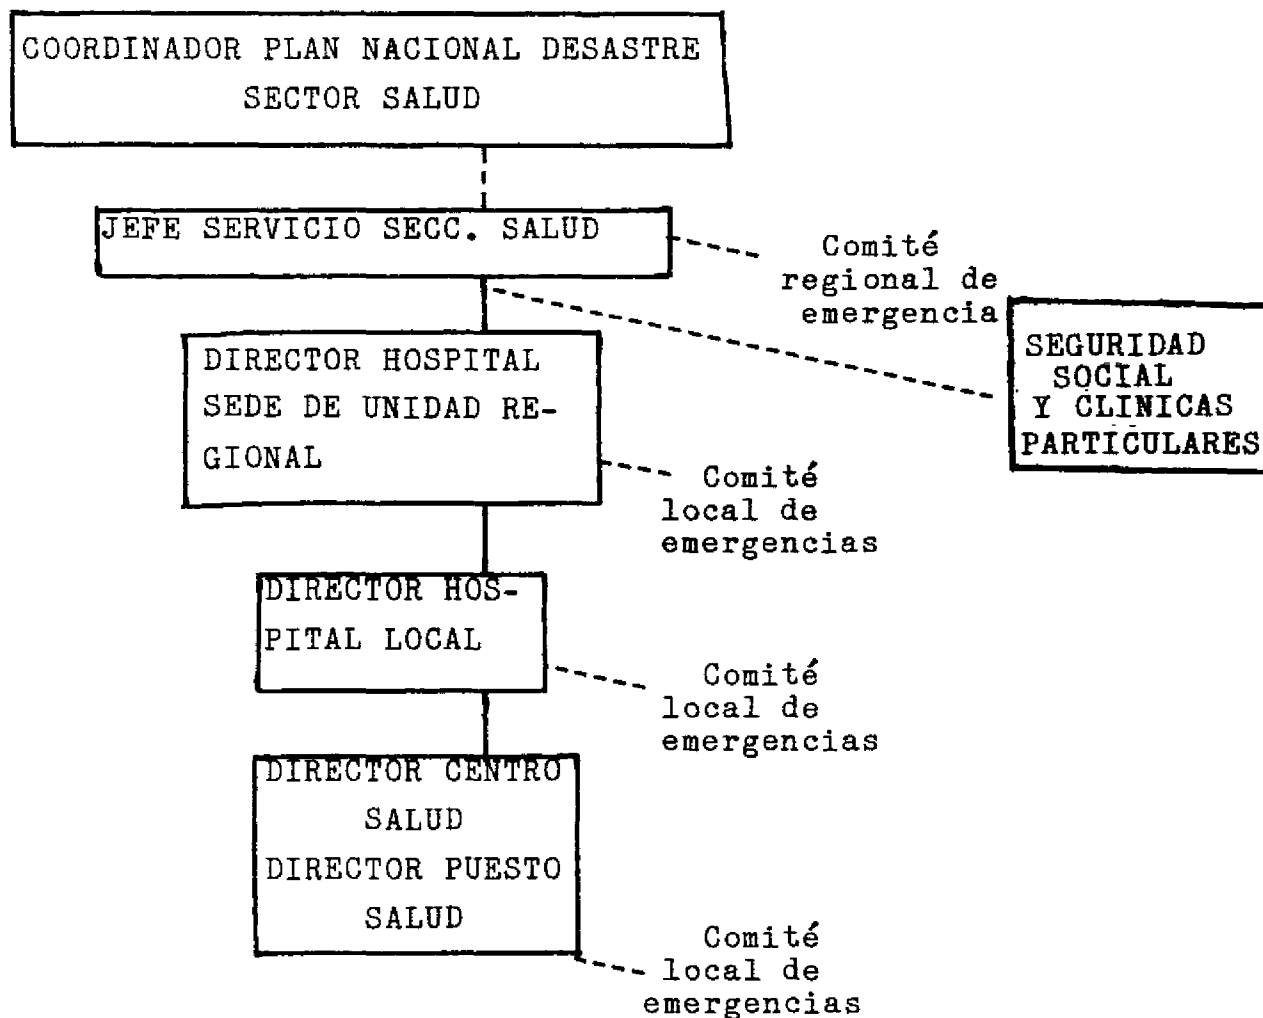 COORDINADOR PLAN NACIONAL DESASTRE
SECTOR SALUD
JEFE SERVICIO SECC. SALUD
Comité
regional de
emergencia
SEGURIDAD
SOCIAL
Y CLINICAS
PARTICULARES
DIRECTOR HOSPITAL
SEDE DE UNIDAD RE-
GIONAL
Comité
local de
emergencias
DIRECTOR HOS-
PITAL LOCAL
Comité
local de
emergencias
DIRECTOR CENTRO
SALUD
DIRECTOR PUESTO
SALUD
Comité
local de
emergencias